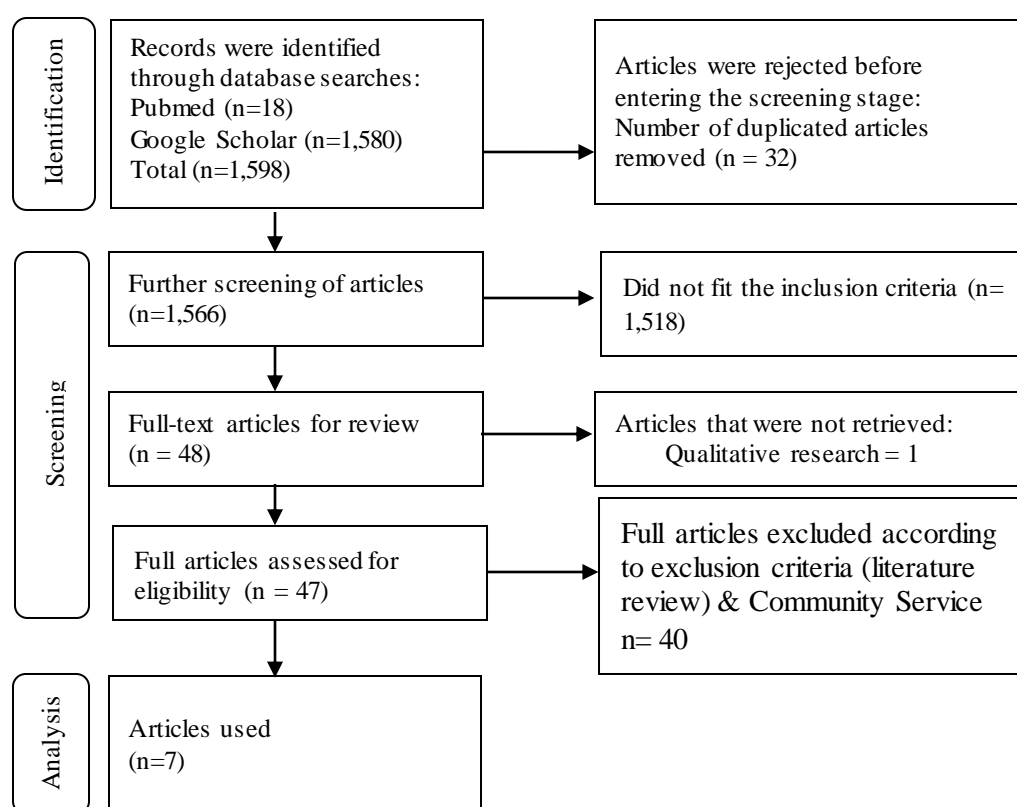 Identification
Records were identified
through database searches:
Pubmed (n=18)
Google Scholar (n=1,580)
Total (n=1,598)
Articles were rejected before
entering the screening stage:
Number of duplicated articles
removed (n = 32)
Screening
Further screening of articles
(n=1,566)
Did not fit the inclusion criteria (n=
1,518)
Full-text articles for review
(n = 48)
Articles that were not retrieved:
Qualitative research = 1
Full articles assessed for
eligibility (n = 47)
Full articles excluded according
to exclusion criteria (literature
review) & Community Service
n= 40
Analysis
Articles used
(n=7)